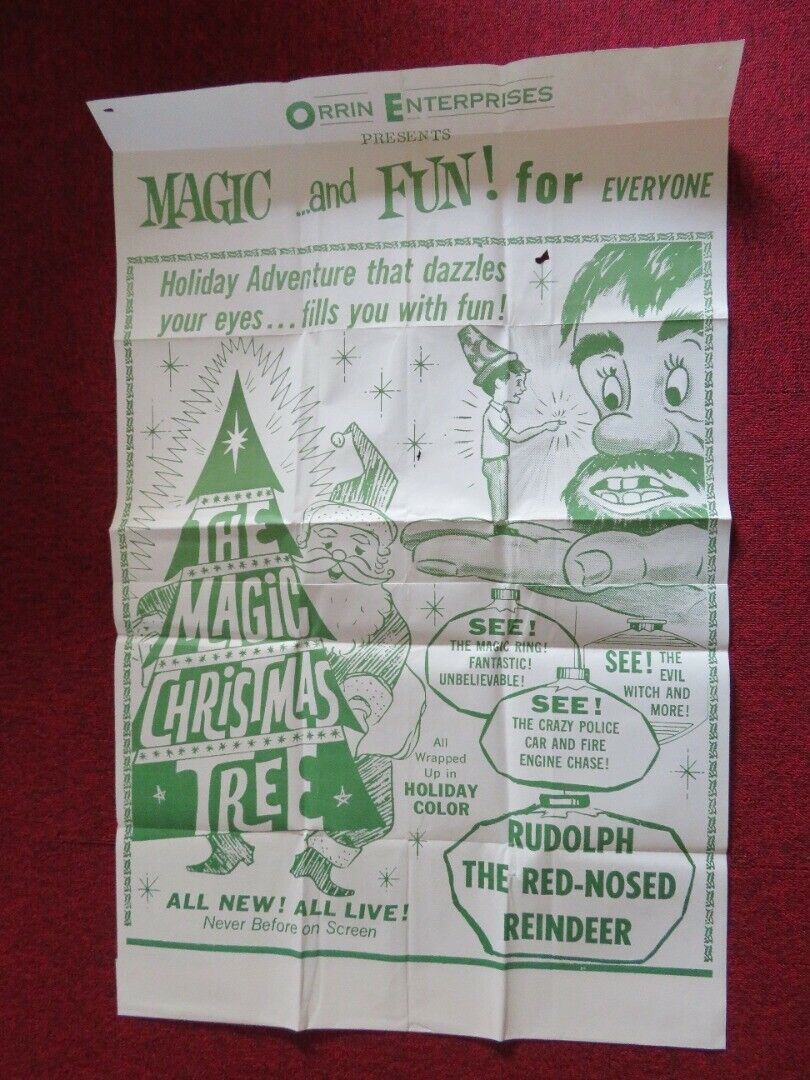 ORRIN ENTERPRISES
PRESENTS
MAGIC ...and FUN! for EVERYONE
Holiday Adventure that dazzles
your eyes... fills you with fun!
THE
MAGIC
CHRISTMAS
TREE
SEE!
THE MAGIC RING!
FANTASTIC!
UNBELIEVABLE!
SEE! THE
EVIL
WITCH AND
MORE!
SEE!
THE CRAZY POLICE
CAR AND FIRE
ENGINE CHASE!
All
Wrapped
Up in
HOLIDAY
COLOR
RUDOLPH
THE RED-NOSED
REINDEER
ALL NEW! ALL LIVE!
Never Before on Screen